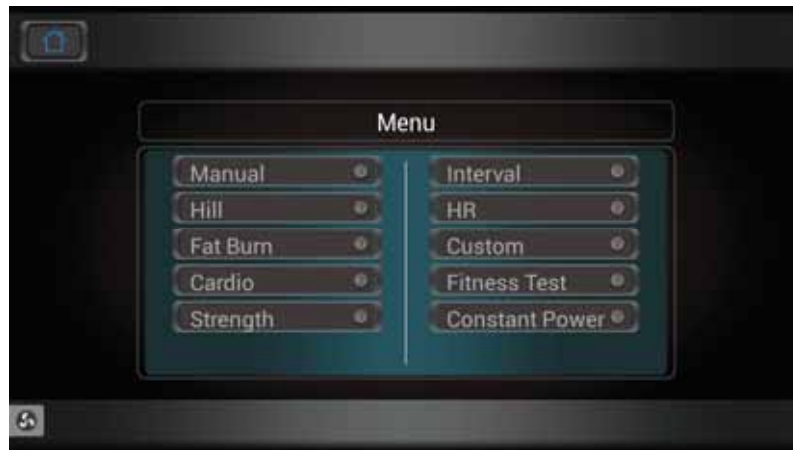 Menu
Manual
Hill
Fat Burn
Cardio
Strength
Interval
HR
Custom
Fitness Test
Constant Power